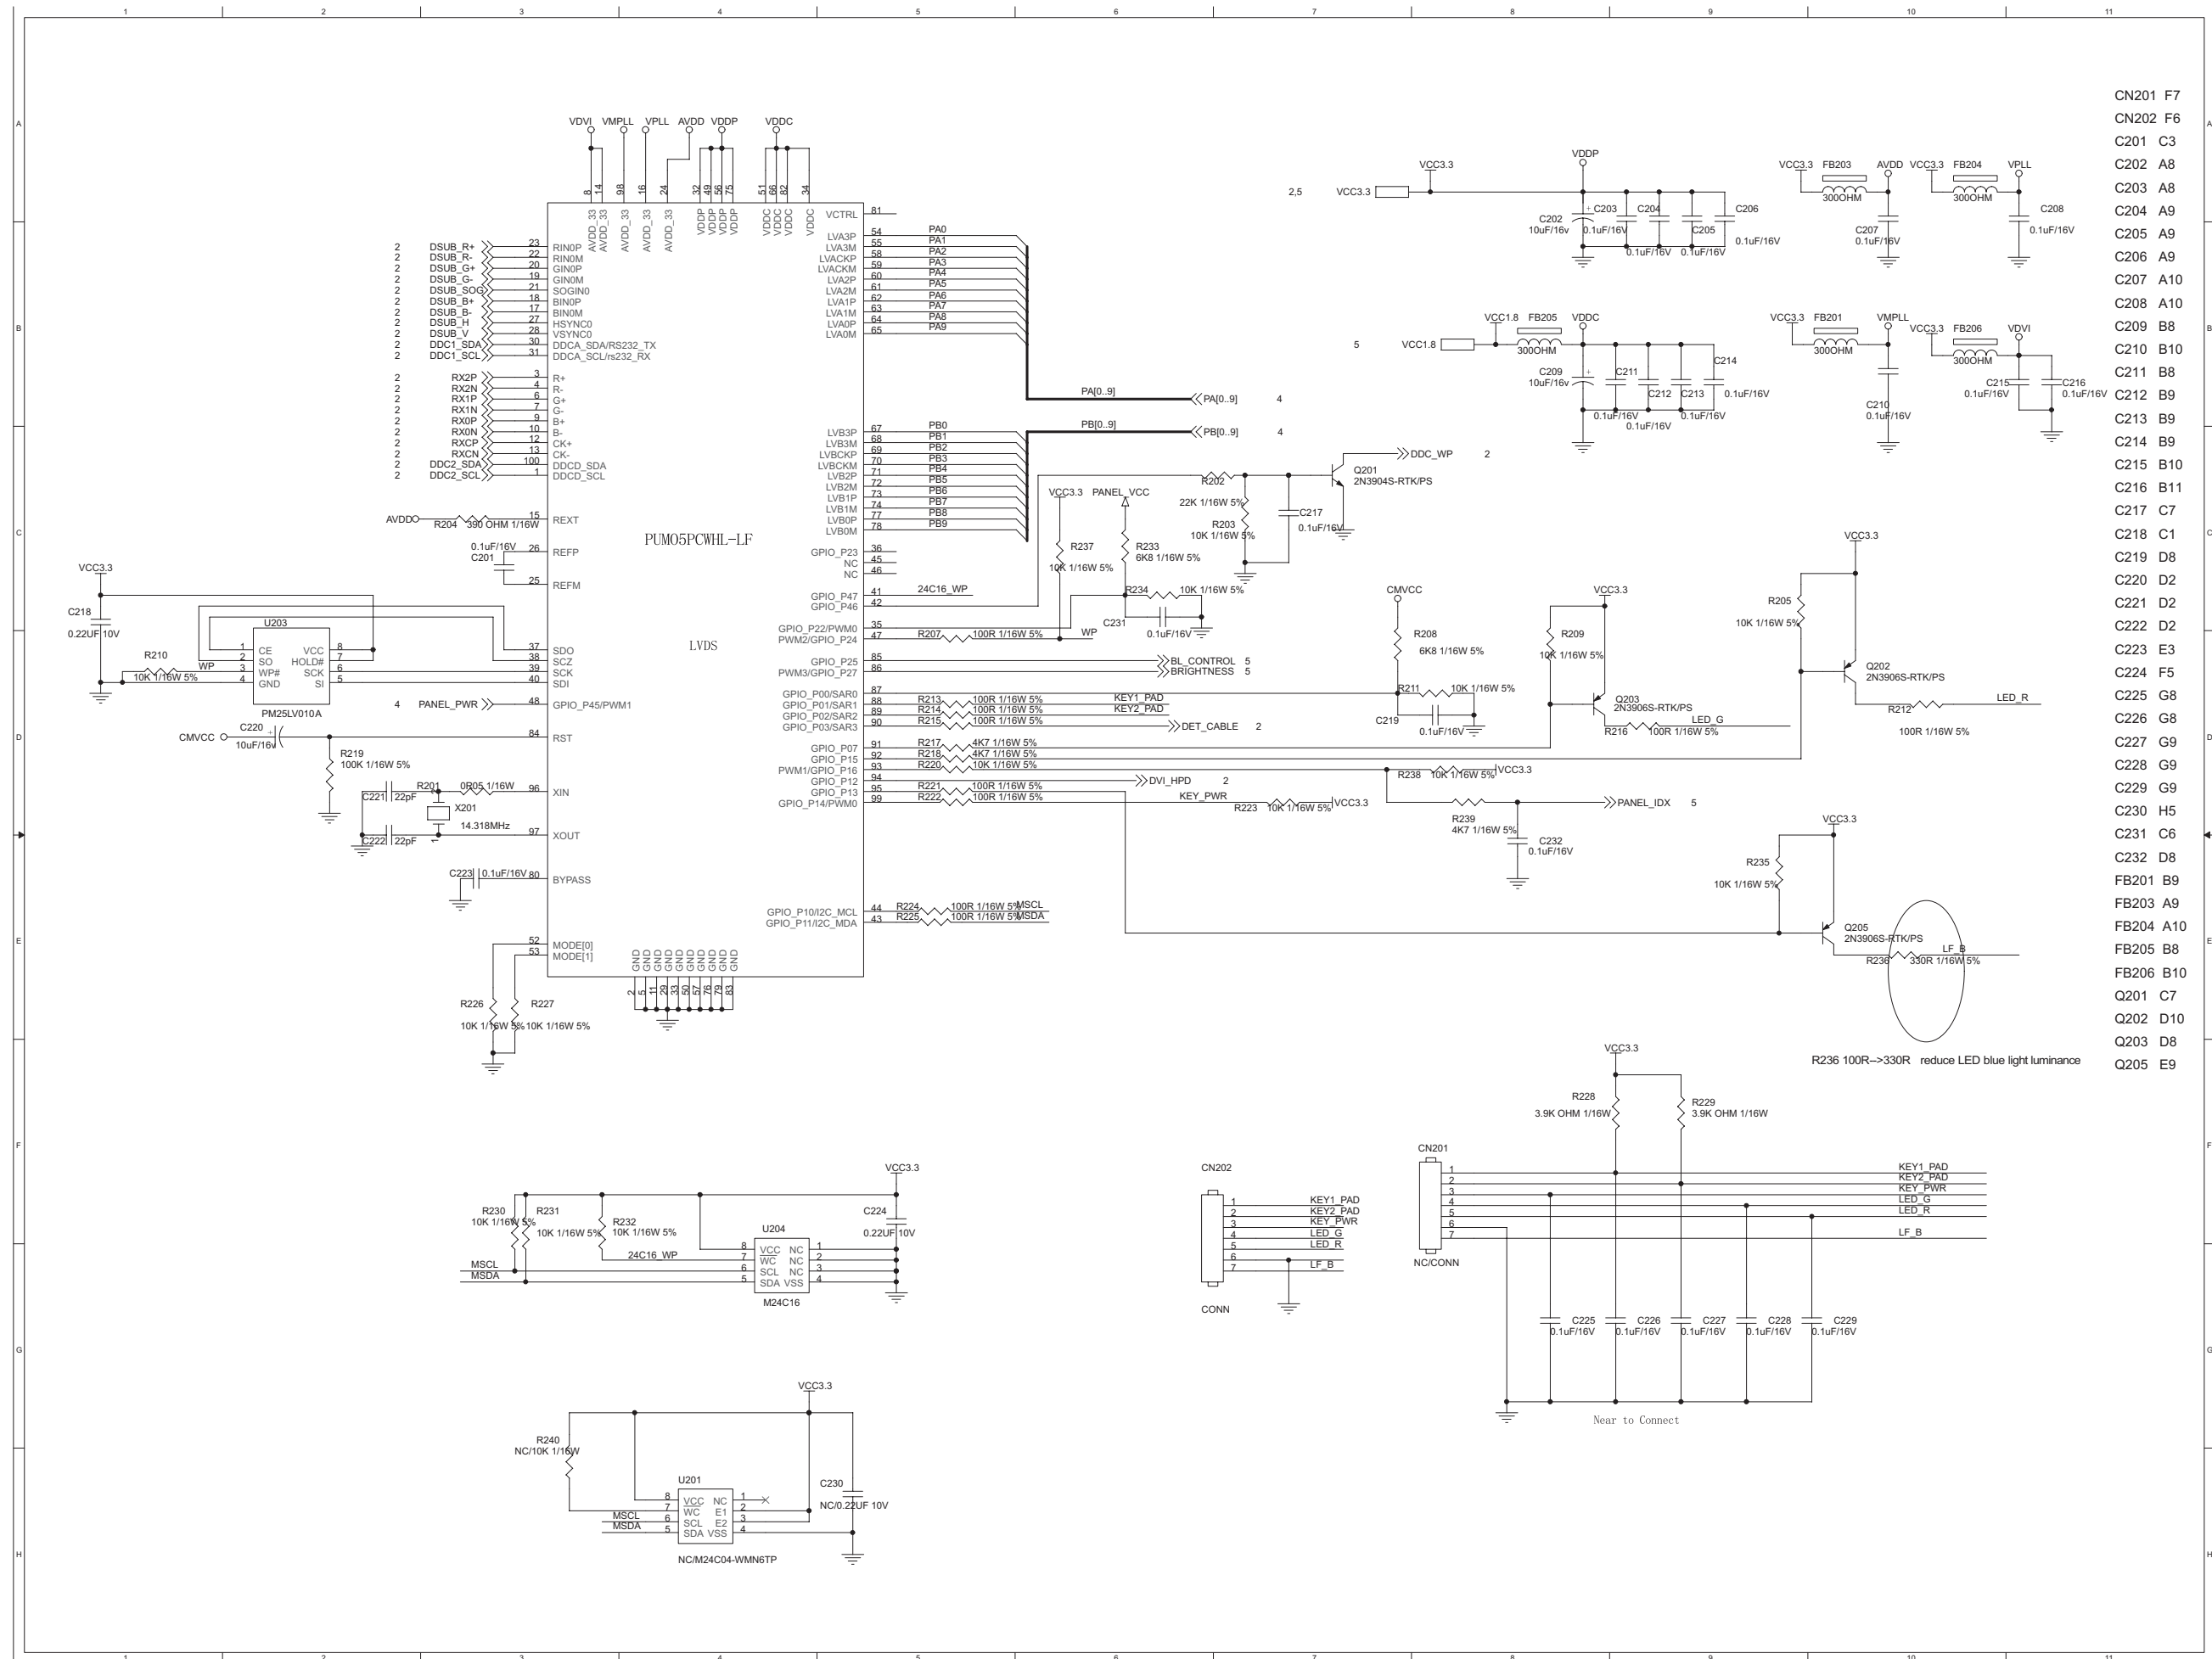 1 2 3 4 5 6 7 8 9 10 11
A
B
C
D
E
F
G
H
VDVI VMPLL VPLL AVDD VDDP VDDC
8 14 98 16 24 32 49 56 75 51 66 82 34
AVDD_33 AVDD_33 AVDD_33 AVDD_33 AVDD_33 VDDP VDDP VDDP VDDP VDDC VDDC VDDC VDDC
2 DSUB_R+ 23 RIN0P
2 DSUB_R- 22 RIN0M
2 DSUB_G+ 20 GIN0P
2 DSUB_G- 19 GIN0M
2 DSUB_SOG 21 SOGIN0
2 DSUB_B+ 18 BIN0P
2 DSUB_B- 17 BIN0M
2 DSUB_H 27 HSYNC0
2 DSUB_V 28 VSYNC0
2 DDC1_SDA 30 DDCA_SDA/RS232_TX
2 DDC1_SCL 31 DDCA_SCL/rs232_RX
2 RX2P 3 R+
2 RX2N 4 R-
2 RX1P 6 G+
2 RX1N 7 G-
2 RX0P 9 B+
2 RX0N 10 B-
2 RXCP 12 CK+
2 RXCN 13 CK-
2 DDC2_SDA 100 DDCD_SDA
2 DDC2_SCL 1 DDCD_SCL
AVDD R204 390 OHM 1/16W 15 REXT
0.1uF/16V C201 26 REFP
25 REFM
37 SDO
38 SCZ
39 SCK
40 SDI
4 PANEL_PWR 48 GPIO_P45/PWM1
84 RST
96 XIN
97 XOUT
C223 0.1uF/16V 80 BYPASS
52 MODE[0]
53 MODE[1]
R226 10K 1/16W 5%
R227 10K 1/16W 5%
GND GND GND GND GND GND GND GND GND GND
2 5 11 29 33 50 57 76 79 83
PUM05PCWHL-LF
LVDS
VCTRL 81
LVA3P 54 PA0
LVA3M 55 PA1
LVACKP 58 PA2
LVACKM 59 PA3
LVA2P 60 PA4
LVA2M 61 PA5
LVA1P 62 PA6
LVA1M 63 PA7
LVA0P 64 PA8
LVA0M 65 PA9
PA[0..9] PA[0..9] 4
PB[0..9] PB[0..9] 4
LVB3P 67 PB0
LVB3M 68 PB1
LVBCKP 69 PB2
LVBCKM 70 PB3
LVB2P 71 PB4
LVB2M 72 PB5
LVB1P 73 PB6
LVB1M 74 PB7
LVB0P 77 PB8
LVB0M 78 PB9
GPIO_P23 36
NC 45
NC 46
GPIO_P47 41 24C16_WP
GPIO_P46 42
GPIO_P22/PWM0 35
PWM2/GPIO_P24 47 R207 100R 1/16W 5% WP
GPIO_P25 85 BL_CONTROL 5
PWM3/GPIO_P27 86 BRIGHTNESS 5
GPIO_P00/SAR0 87
GPIO_P01/SAR1 88 R213 100R 1/16W 5% KEY1_PAD
GPIO_P02/SAR2 89 R214 100R 1/16W 5% KEY2_PAD
GPIO_P03/SAR3 90 R215 100R 1/16W 5% DET_CABLE 2
GPIO_P07 91 R217 4K7 1/16W 5%
GPIO_P15 92 R218 4K7 1/16W 5%
PWM1/GPIO_P16 93 R220 10K 1/16W 5%
GPIO_P12 94 DVI_HPD 2
GPIO_P13 95 R221 100R 1/16W 5%
GPIO_P14/PWM0 99 R222 100R 1/16W 5% KEY_PWR R223 10K 1/16W 5% VCC3.3
GPIO_P10/I2C_MCL 44 R224 100R 1/16W 5% MSCL
GPIO_P11/I2C_MDA 43 R225 100R 1/16W 5% MSDA
VCC3.3
C218
0.22UF 10V
U203
1 CE VCC 8
2 SO HOLD# 7
3 WP# SCK 6
4 GND SI 5
PM25LV010A
R210 WP
10K 1/16W 5%
CMVCC C220 + 10uF/16v
R219
100K 1/16W 5%
C221 22pF R201 0R05 1/16W
X201
14.318MHz
1
C222 22pF
VCC3.3 PANEL_VCC
R237
10K 1/16W 5%
R233
6K8 1/16W 5%
R234 10K 1/16W 5%
C231 0.1uF/16V
R202
22K 1/16W 5%
R203
10K 1/16W 5%
C217
0.1uF/16V
Q201
2N3904S-RTK/PS
DDC_WP 2
2,5 VCC3.3 VCC3.3 VDDP
C202 + 10uF/16v
C203 0.1uF/16V
C204 0.1uF/16V
C205 0.1uF/16V
C206 0.1uF/16V
VCC3.3 FB203 AVDD
300OHM
C207
0.1uF/16V
VCC3.3 FB204 VPLL
300OHM
C208
0.1uF/16V
5 VCC1.8 VCC1.8 FB205 VDDC
300OHM
C209 + 10uF/16v
C211 0.1uF/16V
C212 0.1uF/16V
C213 0.1uF/16V
C214 0.1uF/16V
VCC3.3 FB201 VMPLL
300OHM
C210
0.1uF/16V
VCC3.3 FB206 VDVI
300OHM
C215 0.1uF/16V
C216 0.1uF/16V
CMVCC
R208
6K8 1/16W 5%
R211 10K 1/16W 5%
C219
0.1uF/16V
VCC3.3
R209
10K 1/16W 5%
Q203
2N3906S-RTK/PS
R216 100R 1/16W 5% LED_G
VCC3.3
R205
10K 1/16W 5%
Q202
2N3906S-RTK/PS
R212 LED_R
100R 1/16W 5%
R238 10K 1/16W 5% VCC3.3
R239
4K7 1/16W 5%
PANEL_IDX 5
C232
0.1uF/16V
VCC3.3
R235
10K 1/16W 5%
Q205
2N3906S-RTK/PS
R236 330R 1/16W 5% LF_B
R236 100R-->330R reduce LED blue light luminance
VCC3.3
R228
3.9K OHM 1/16W
R229
3.9K OHM 1/16W
CN201
1 KEY1_PAD
2 KEY2_PAD
3 KEY_PWR
4 LED_G
5 LED_R
6
7 LF_B
NC/CONN
C225 0.1uF/16V
C226 0.1uF/16V
C227 0.1uF/16V
C228 0.1uF/16V
C229 0.1uF/16V
Near to Connect
CN202
1 KEY1_PAD
2 KEY2_PAD
3 KEY_PWR
4 LED_G
5 LED_R
6
7 LF_B
CONN
VCC3.3
R230
10K 1/16W 5%
R231
10K 1/16W 5%
R232
10K 1/16W 5%
C224
0.22UF 10V
U204
8 VCC NC 1
24C16_WP 7 WC NC 2
MSCL 6 SCL NC 3
MSDA 5 SDA VSS 4
M24C16
VCC3.3
R240
NC/10K 1/16W
U201
8 VCC NC 1
7 WC E1 2
MSCL 6 SCL E2 3
MSDA 5 SDA VSS 4
NC/M24C04-WMN6TP
C230
NC/0.22UF 10V
CN201 F7
CN202 F6
C201 C3
C202 A8
C203 A8
C204 A9
C205 A9
C206 A9
C207 A10
C208 A10
C209 B8
C210 B10
C211 B8
C212 B9
C213 B9
C214 B9
C215 B10
C216 B11
C217 C7
C218 C1
C219 D8
C220 D2
C221 D2
C222 D2
C223 E3
C224 F5
C225 G8
C226 G8
C227 G9
C228 G9
C229 G9
C230 H5
C231 C6
C232 D8
FB201 B9
FB203 A9
FB204 A10
FB205 B8
FB206 B10
Q201 C7
Q202 D10
Q203 D8
Q205 E9
A
B
C
D
E
F
G
H
1 2 3 4 5 6 7 8 9 10 11